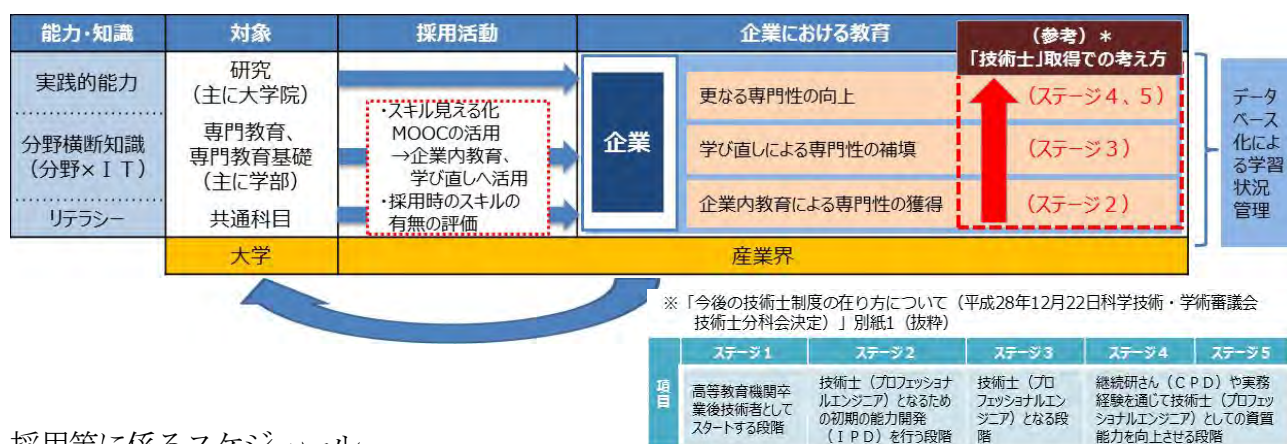 能力・知識
対象
採用活動
企業における教育
（参考）＊
「技術士」取得での考え方
実践的能力
研究
（主に大学院）
・スキル見える化
MOOCの活用
→企業内教育、
学び直しへ活用
・採用時のスキルの
有無の評価
企業
更なる専門性の向上
（ステージ４、５）
分野横断知識
（分野×ＩＴ）
専門教育、
専門教育基礎
（主に学部）
学び直しによる専門性の補填
（ステージ３）
リテラシー
共通科目
企業内教育による専門性の獲得
（ステージ２）
データ
ベース
化によ
る学習
状況
管理
大学
産業界
※「今後の技術士制度の在り方について（平成28年12月22日科学技術・学術審議会
技術士分科会決定）」別紙1（抜粋）
ステージ１
ステージ２
ステージ３
ステージ４
ステージ５
項
目
高等教育機関卒
業後技術者として
スタートする段階
技術士（プロフェッショナ
ルエンジニア）となるため
の初期の能力開発
（ＩＰＤ）を行う段階
技術士（プロ
フェッショナルエン
ジニア）となる段
階
継続研さん（ＣＰＤ）や実務
経験を通じて技術士（プロフェッ
ショナルエンジニア）としての資質
能力を向上させる段階
採用等に係るスケジュール